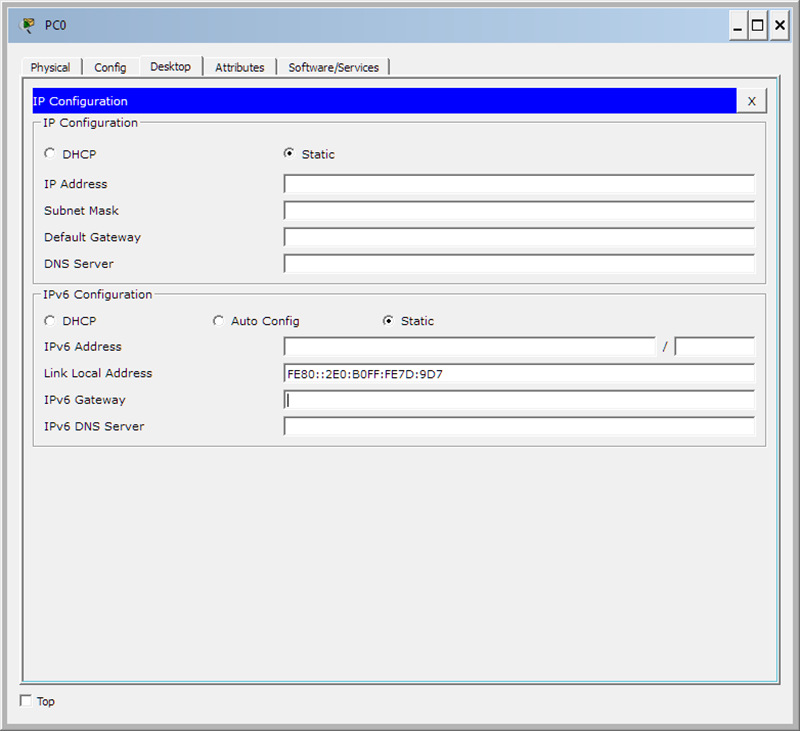 PC0
Physical Config Desktop Attributes Software/Services
IP Configuration X
IP Configuration
DHCP Static
IP Address
Subnet Mask
Default Gateway
DNS Server
IPv6 Configuration
DHCP Auto Config Static
IPv6 Address /
Link Local Address FE80::2E0:B0FF:FE7D:9D7
IPv6 Gateway
IPv6 DNS Server
Top